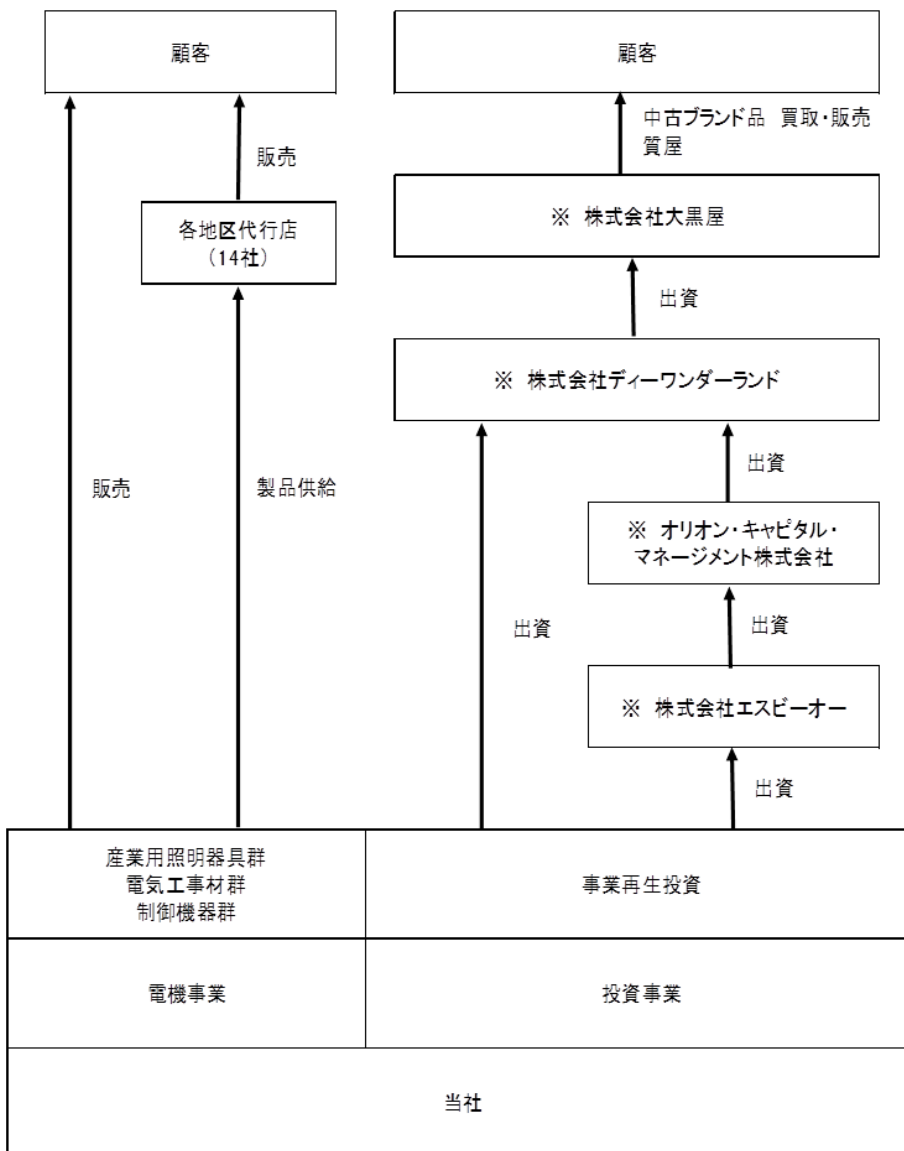 顧客
顧客
中古ブランド品 買取・販売
質屋
販売
※ 株式会社大黒屋
各地区代行店
(14社)
出資
※ 株式会社ディーワンダーランド
出資
販売
製品供給
※ オリオン・キャピタル・
マネージメント株式会社
出資
出資
※ 株式会社エスビーオー
出資
産業用照明器具群
電気工事材群
制御機器群
事業再生投資
電機事業
投資事業
当社